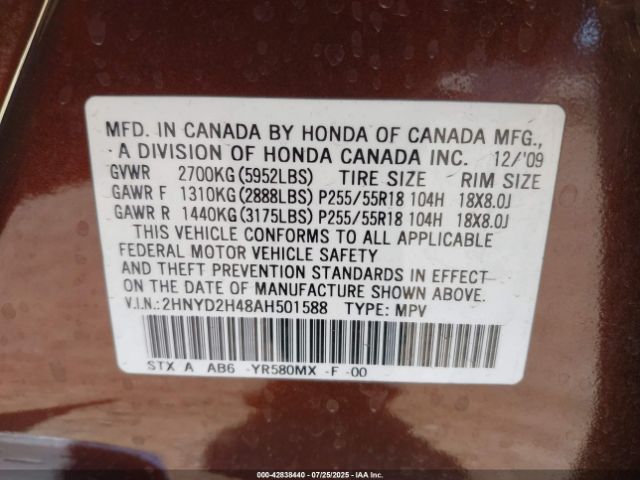 MFD. IN CANADA BY HONDA OF CANADA MFG.,
A DIVISION OF HONDA CANADA INC. 12/'09
GVWR 2700KG(5952LBS) TIRE SIZE RIM SIZE
GAWR F 1310KG(2888LBS) P255/55R18 104H 18X8.0J
GAWR R 1440KG(3175LBS) P255/55R18 104H 18X8.0J
THIS VEHICLE CONFORMS TO ALL APPLICABLE
FEDERAL MOTOR VEHICLE SAFETY
AND THEFT PREVENTION STANDARDS IN EFFECT
ON THE DATE OF MANUFACTURE SHOWN ABOVE.
V.I.N.: 2HNYD2H48AH501588 TYPE: MPV
STX A AB6 -YR580MX -F -00
000-42838440 - 07/25/2025 - IAAI.com